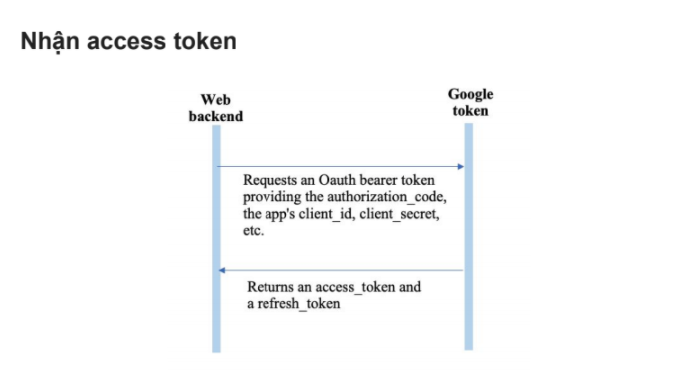 Nhận access token
Web
backend
Google
token
Requests an Oauth bearer token
providing the authorization_code,
the app's client_id, client_secret,
etc.
Returns an access_token and
a refresh_token